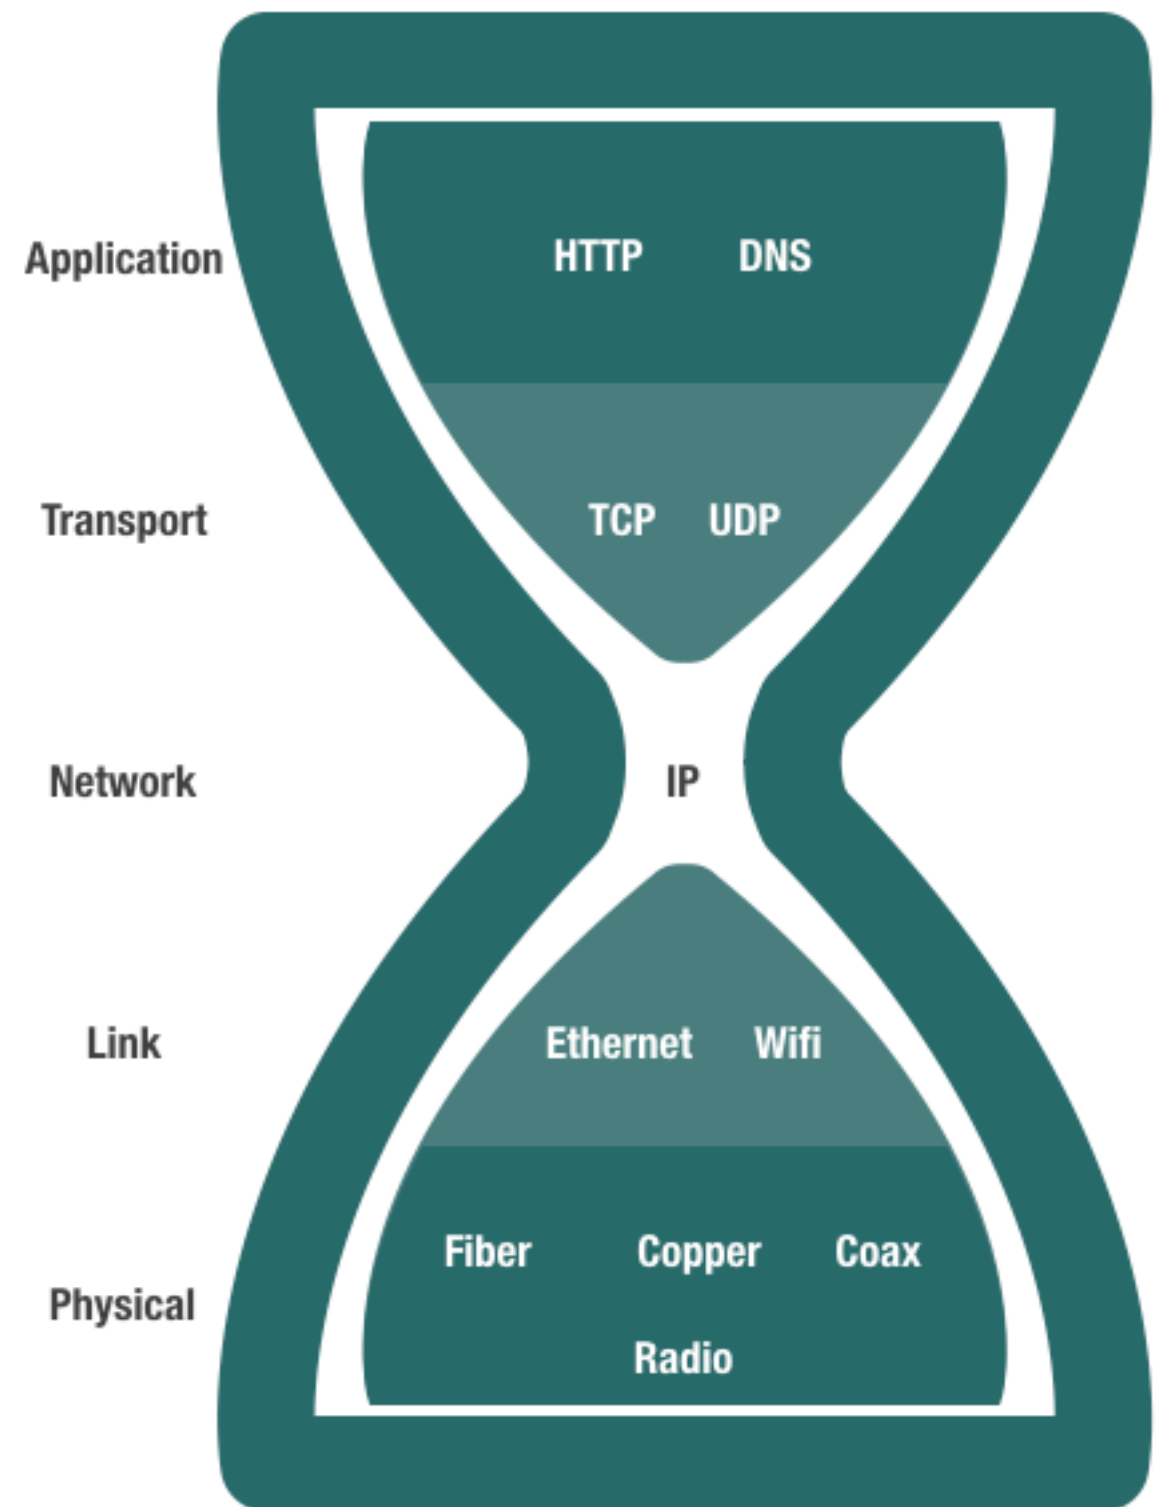 Application HTTP DNS
Transport TCP UDP
Network IP
Link Ethernet Wifi
Fiber Copper Coax
Physical
Radio